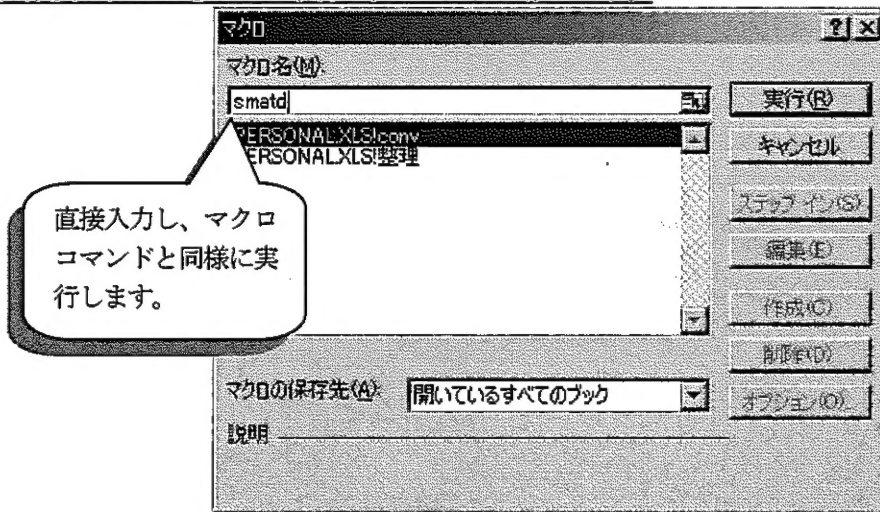 マクロ
マクロ名(M):
smatd
実行(R)
PERSONAL.XLS!conv
キャンセル
PERSONAL.XLS!整理
ステップ イン(S)
直接入力し、マクロ
コマンドと同様に実
行します。
編集(E)
作成(C)
削除(D)
マクロの保存先(A):
開いているすべてのブック
オプション(O)...
説明